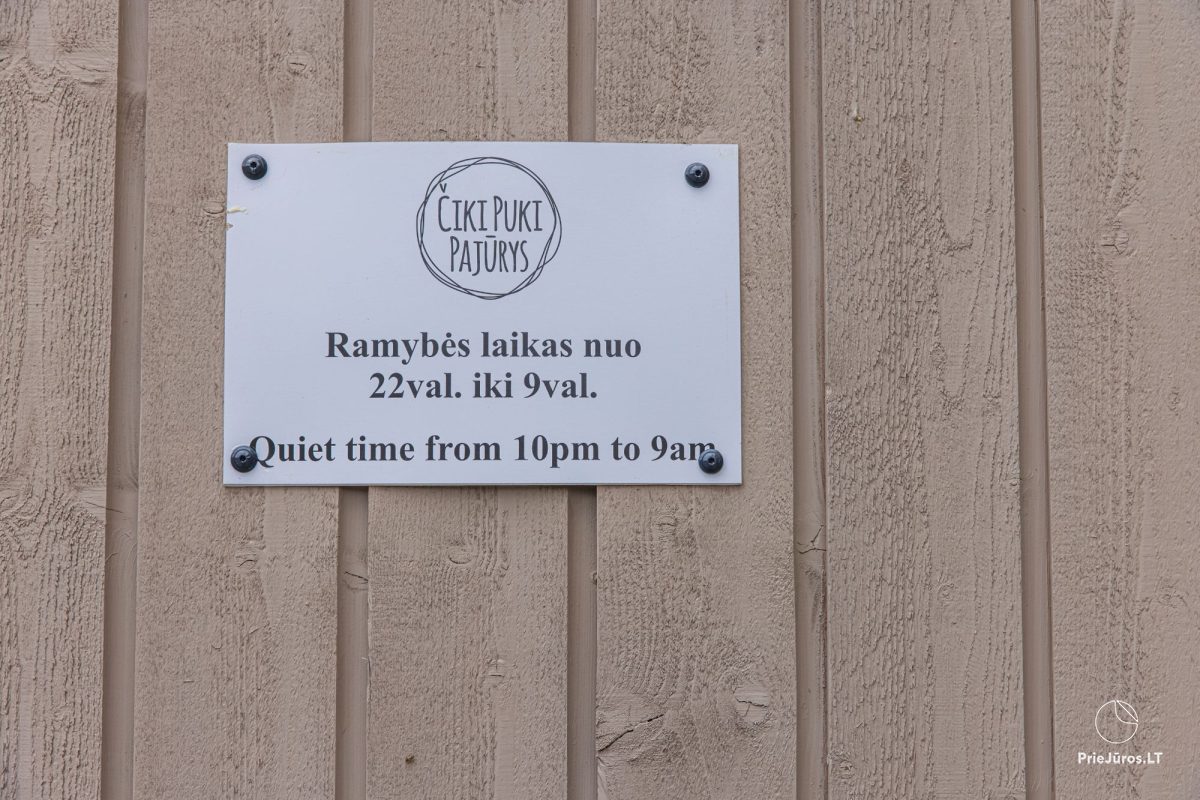 ČIKI PUKI
PAJŪRYS
Ramybės laikas nuo
22val. iki 9val.
Quiet time from 10pm to 9am
PrieJūros.LT